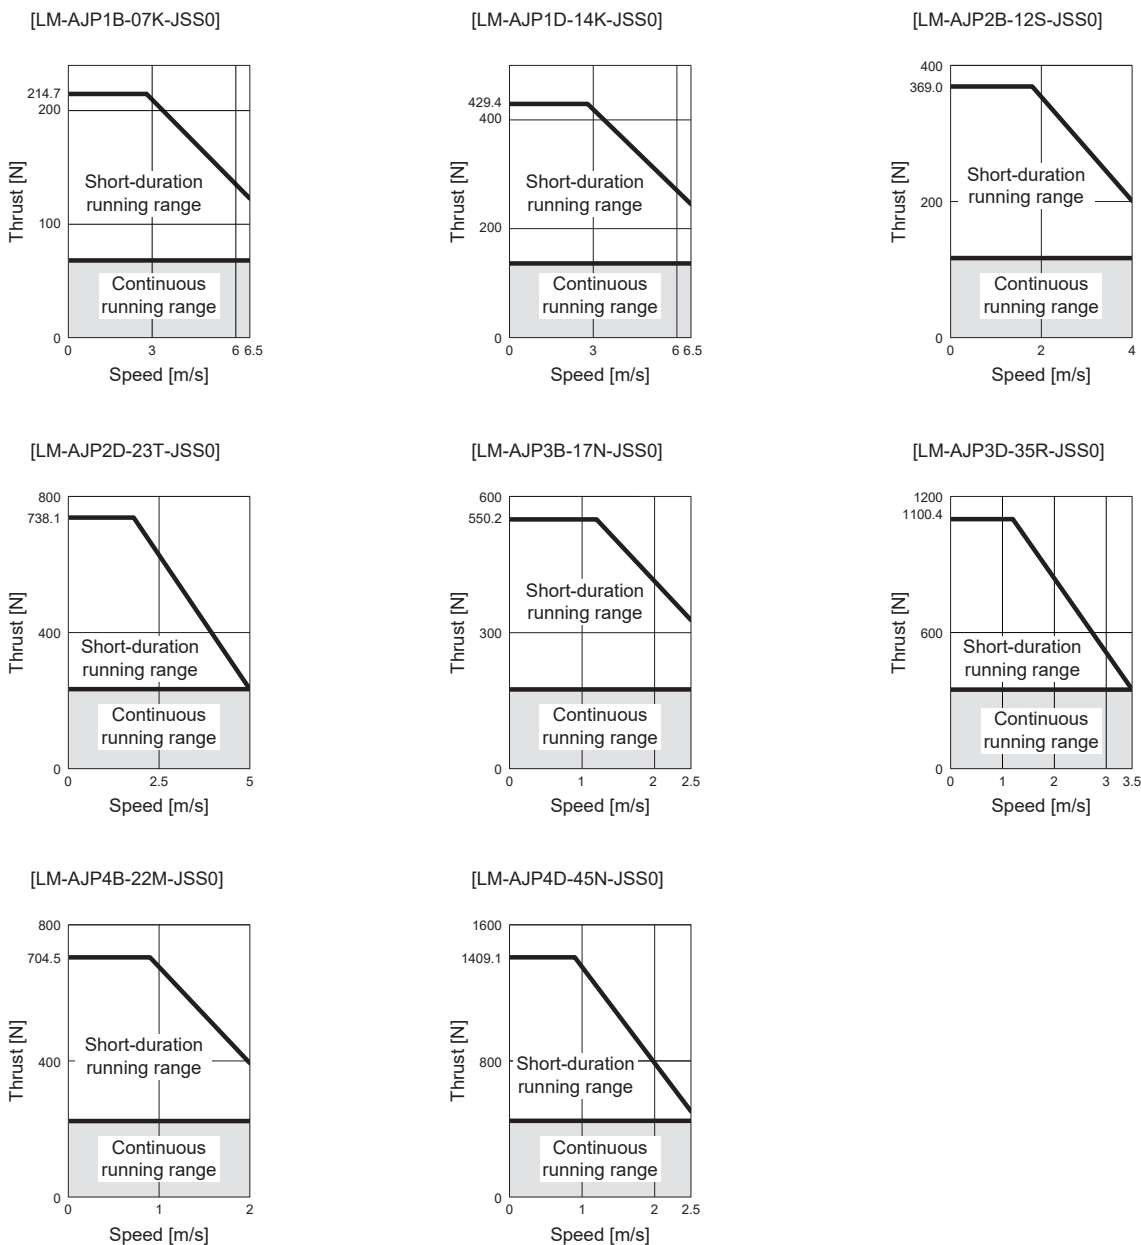 [LM-AJP1B-07K-JSS0]
214.7
200
100
0
Thrust [N]
Short-duration
running range
Continuous
running range
0 3 6 6.5
Speed [m/s]
[LM-AJP1D-14K-JSS0]
429.4
400
200
0
Thrust [N]
Short-duration
running range
Continuous
running range
0 3 6 6.5
Speed [m/s]
[LM-AJP2B-12S-JSS0]
400
369.0
200
0
Thrust [N]
Short-duration
running range
Continuous
running range
0 2 4
Speed [m/s]
[LM-AJP2D-23T-JSS0]
800
738.1
400
0
Thrust [N]
Short-duration
running range
Continuous
running range
0 2.5 5
Speed [m/s]
[LM-AJP3B-17N-JSS0]
600
550.2
300
0
Thrust [N]
Short-duration
running range
Continuous
running range
0 1 2 2.5
Speed [m/s]
[LM-AJP3D-35R-JSS0]
1200
1100.4
600
0
Thrust [N]
Short-duration
running range
Continuous
running range
0 1 2 3 3.5
Speed [m/s]
[LM-AJP4B-22M-JSS0]
800
704.5
400
0
Thrust [N]
Short-duration
running range
Continuous
running range
0 1 2
Speed [m/s]
[LM-AJP4D-45N-JSS0]
1600
1409.1
800
0
Thrust [N]
Short-duration
running range
Continuous
running range
0 1 2 2.5
Speed [m/s]